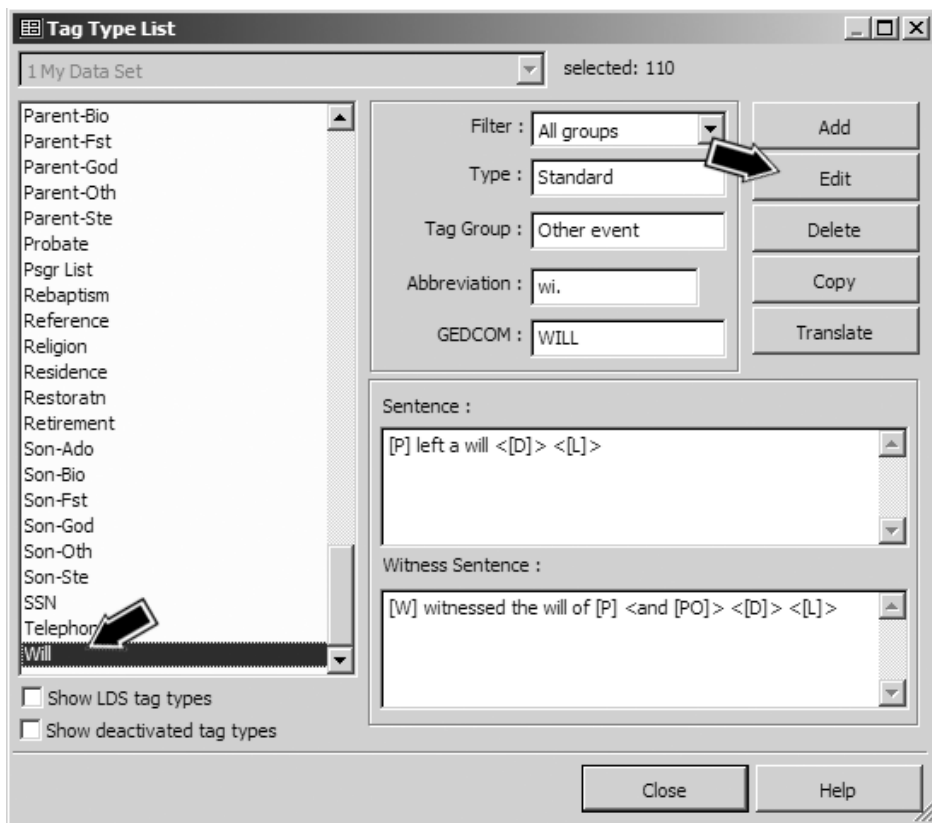 Tag Type List
1 My Data Set
selected: 110
Parent-Bio
Parent-Fst
Parent-God
Parent-Oth
Parent-Ste
Probate
Psgr List
Rebaptism
Reference
Religion
Residence
Restoratn
Retirement
Son-Ado
Son-Bio
Son-Fst
Son-God
Son-Oth
Son-Ste
SSN
Telephon
Will
Show LDS tag types
Show deactivated tag types
Filter : All groups
Type : Standard
Tag Group : Other event
Abbreviation : wi.
GEDCOM : WILL
Add
Edit
Delete
Copy
Translate
Sentence :
[P] left a will <[D]> <[L]>
Witness Sentence :
[W] witnessed the will of [P] <and [PO]> <[D]> <[L]>
Close
Help